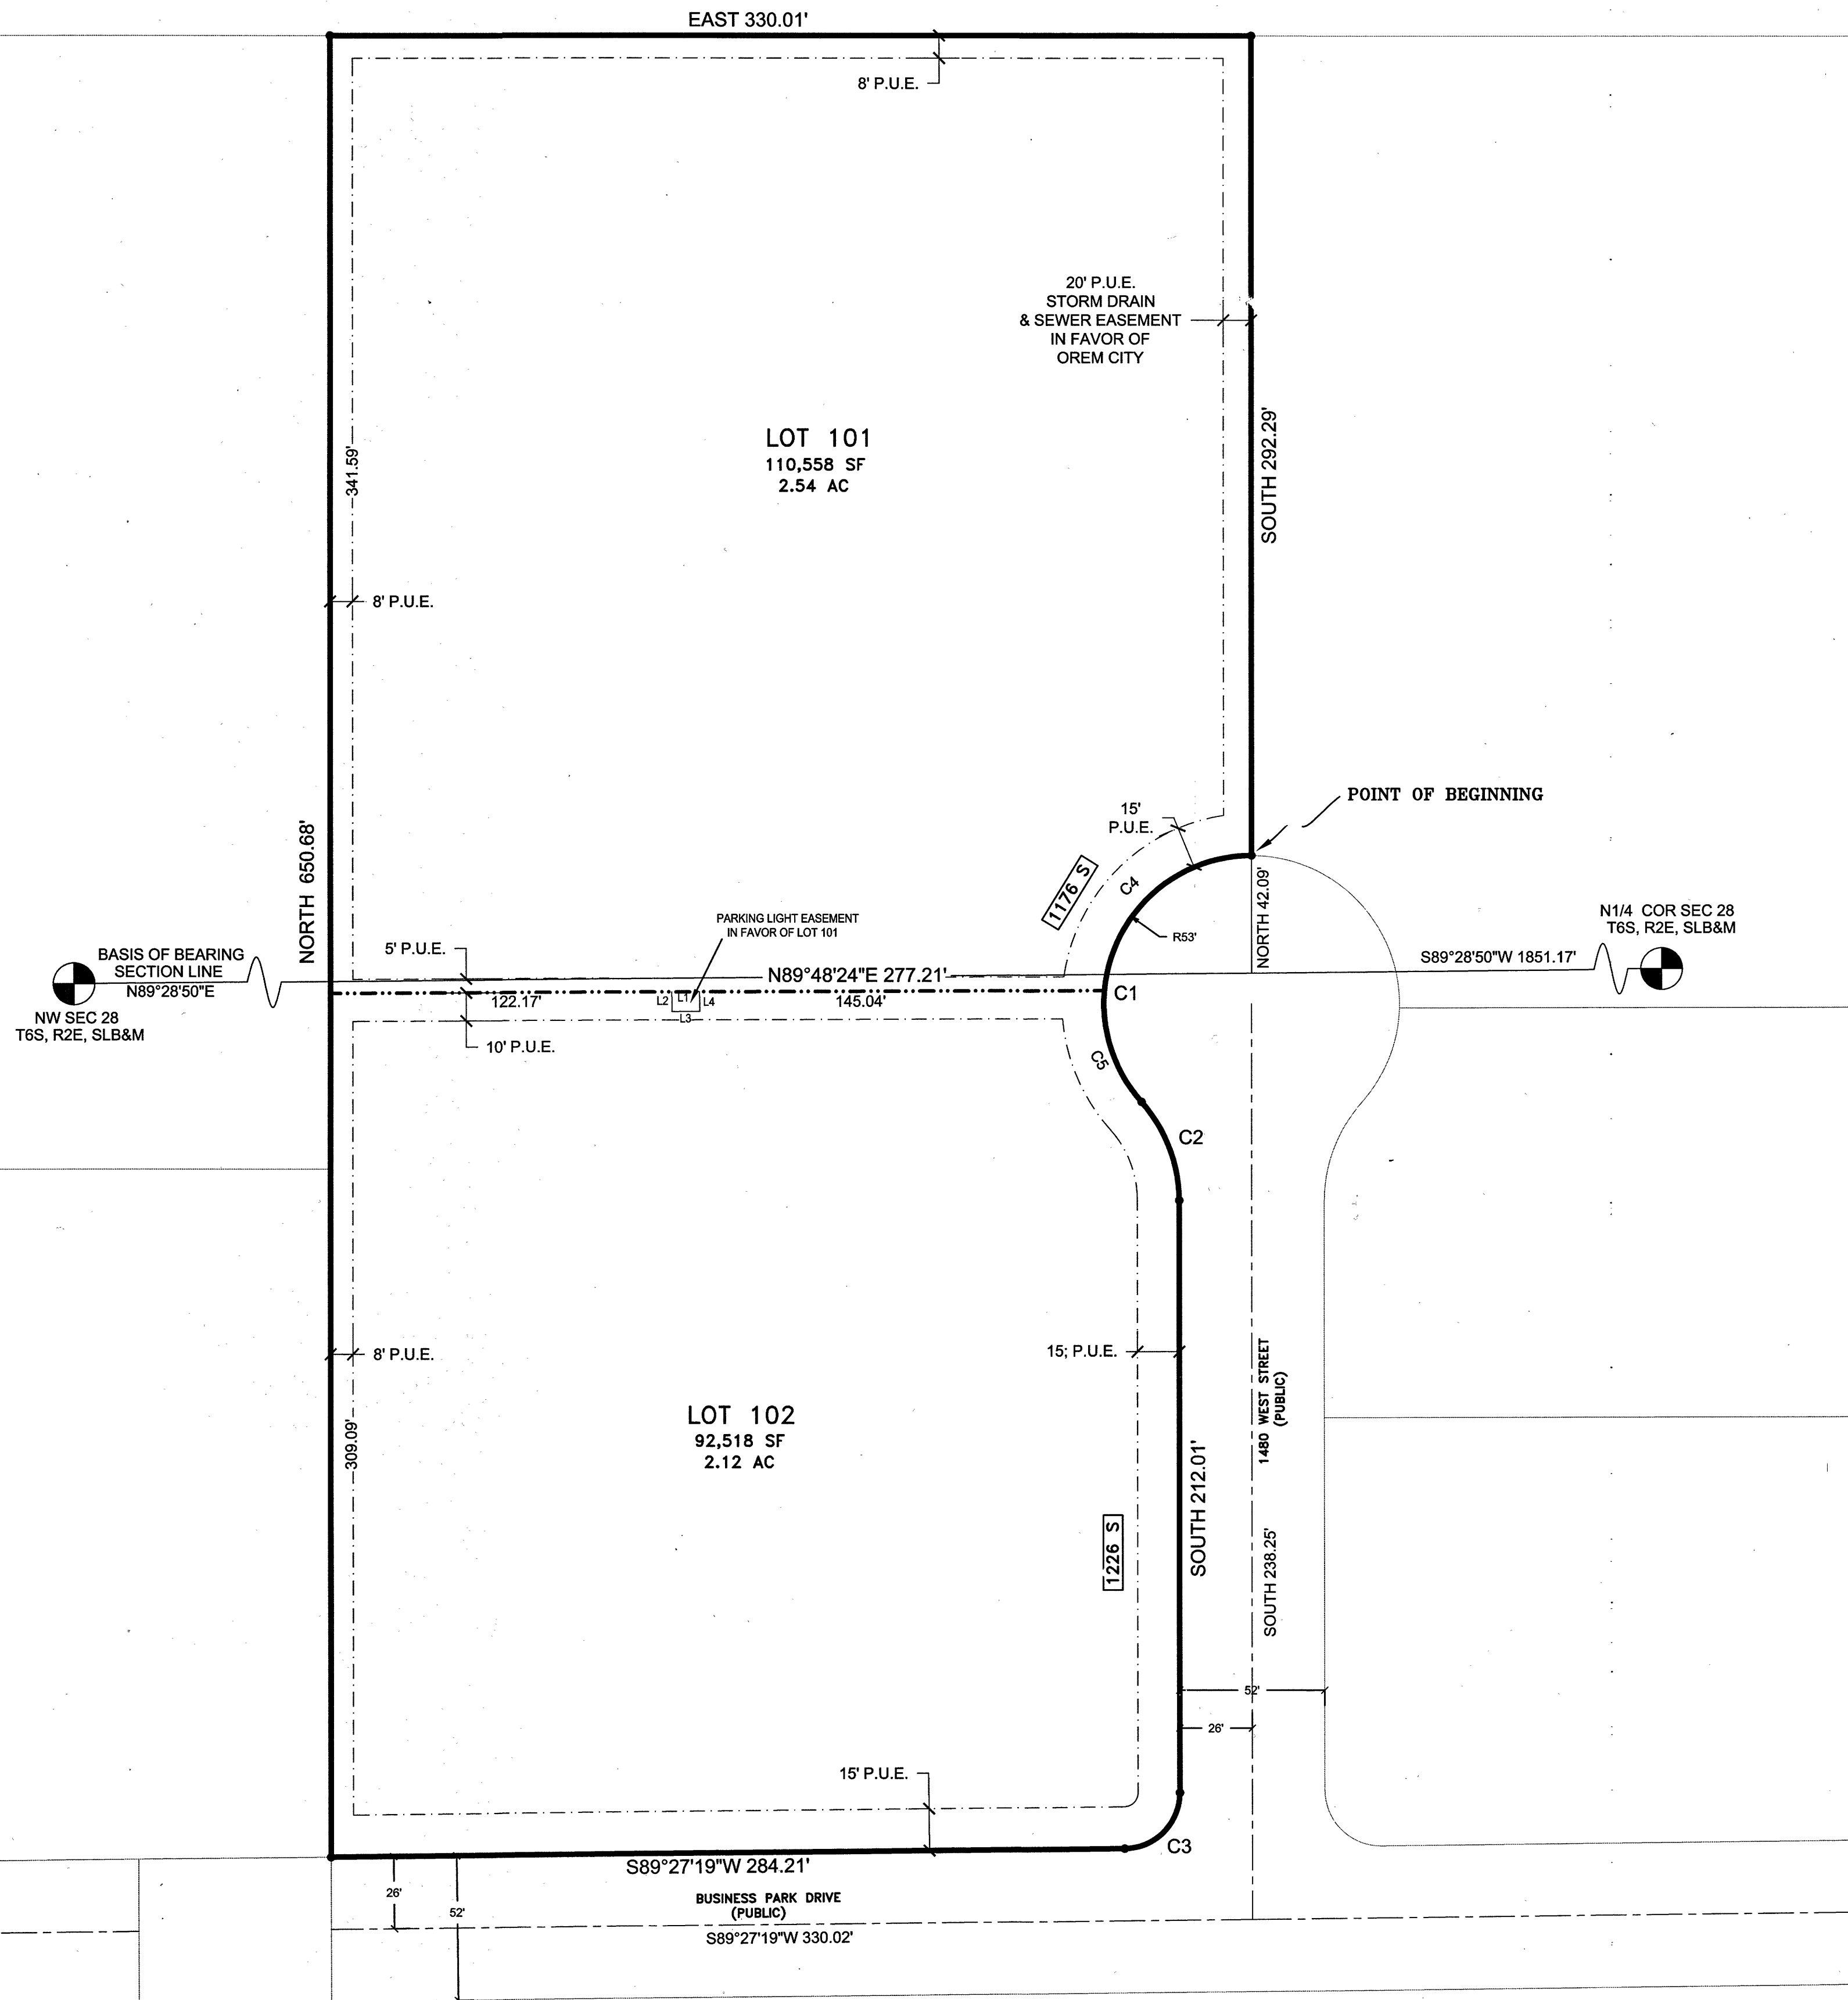 EAST 330.01'
8' P.U.E.
20' P.U.E.
STORM DRAIN
& SEWER EASEMENT
IN FAVOR OF
OREM CITY
LOT 101
110,558 SF
2.54 AC
341.59'
SOUTH 292.29'
8' P.U.E.
POINT OF BEGINNING
15'
P.U.E.
1176 S
C4
R53'
NORTH 42.09'
NORTH 650.68'
PARKING LIGHT EASEMENT
IN FAVOR OF LOT 101
5' P.U.E.
BASIS OF BEARING
SECTION LINE
N89°28'50"E
NW SEC 28
T6S, R2E, SLB&M
N89°48'24"E 277.21'
S89°28'50"W 1851.17'
N1/4 COR SEC 28
T6S, R2E, SLB&M
122.17'
L2
L1
L4
L3
145.04'
C1
10' P.U.E.
C5
C2
8' P.U.E.
15; P.U.E.
1480 WEST STREET
(PUBLIC)
LOT 102
92,518 SF
2.12 AC
309.09'
SOUTH 212.01'
1226 S
SOUTH 238.25'
52'
26'
15' P.U.E.
C3
S89°27'19"W 284.21'
26'
52'
BUSINESS PARK DRIVE
(PUBLIC)
S89°27'19"W 330.02'